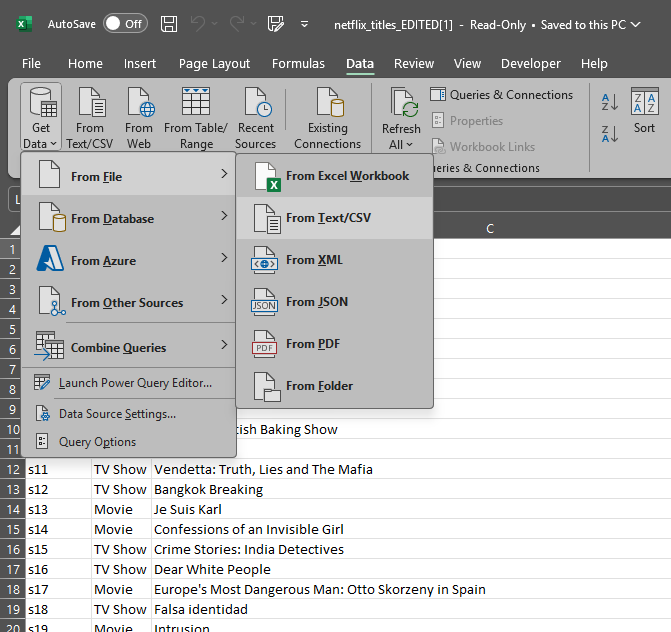 AutoSave Off netflix_titles_EDITED[1] - Read-Only • Saved to this PC
File Home Insert Page Layout Formulas Data Review View Developer Help
Get Data
From Text/CSV
From Web
From Table/ Range
Recent Sources
Existing Connections
Refresh All
Queries & Connections
Properties
Workbook Links
Sort
eries & Connections
From File
From Database
From Azure
From Other Sources
Combine Queries
Launch Power Query Editor...
Data Source Settings...
Query Options
From Excel Workbook
From Text/CSV
From XML
JSON From JSON
PDF From PDF
From Folder
C
1
2
3
4
5
6
7
8
9
10 tish Baking Show
11
12 s11 TV Show Vendetta: Truth, Lies and The Mafia
13 s12 TV Show Bangkok Breaking
14 s13 Movie Je Suis Karl
15 s14 Movie Confessions of an Invisible Girl
16 s15 TV Show Crime Stories: India Detectives
17 s16 TV Show Dear White People
18 s17 Movie Europe's Most Dangerous Man: Otto Skorzeny in Spain
19 s18 TV Show Falsa identidad
20 s19 Movie Intrusion